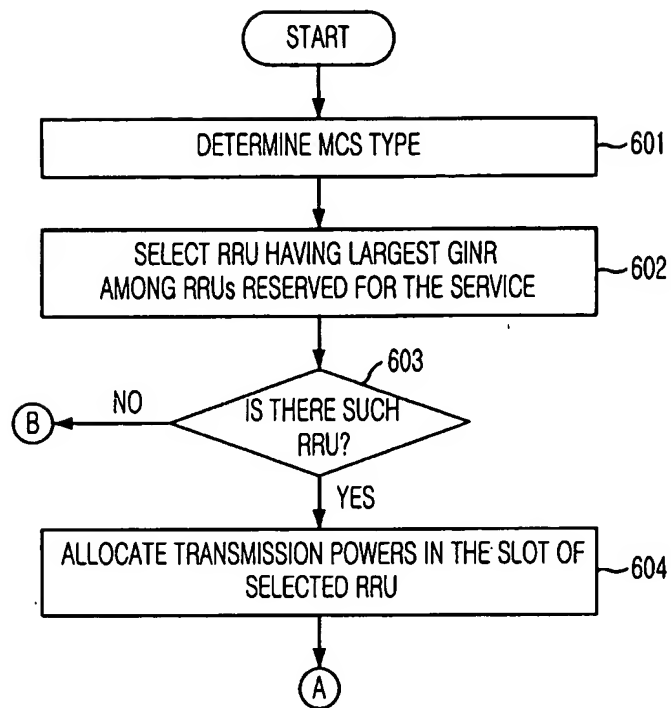 START
DETERMINE MCS TYPE
601
SELECT RRU HAVING LARGEST GINR
AMONG RRUs RESERVED FOR THE SERVICE
602
603
IS THERE SUCH
RRU?
NO
B
YES
ALLOCATE TRANSMISSION POWERS IN THE SLOT OF
SELECTED RRU
604
A